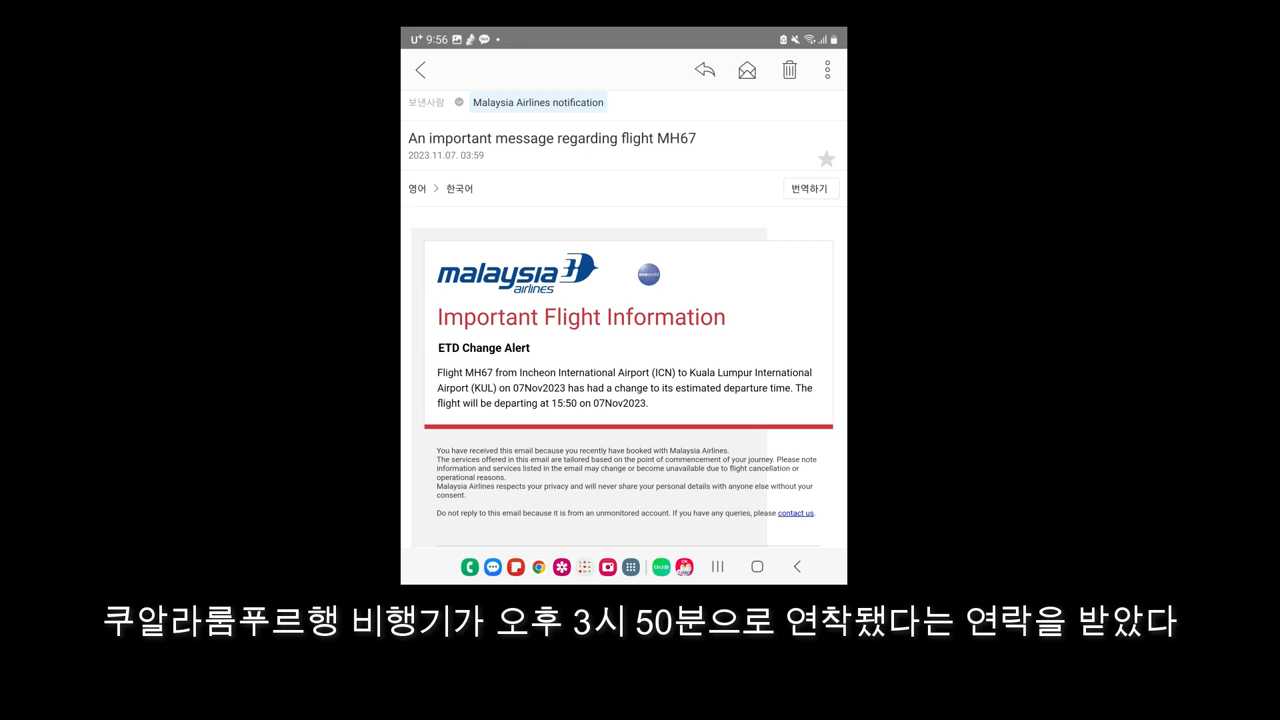 U+ 9:56
보낸사람 Malaysia Airlines notification
An important message regarding flight MH67
2023.11.07. 03:59
영어 > 한국어 번역하기
malaysia
airlines
oneworld
Important Flight Information
ETD Change Alert
Flight MH67 from Incheon International Airport (ICN) to Kuala Lumpur International
Airport (KUL) on 07Nov2023 has had a change to its estimated departure time. The
flight will be departing at 15:50 on 07Nov2023.
You have received this email because you recently have booked with Malaysia Airlines.
The services offered in this email are tailored based on the point of commencement of your journey. Please note
information and services listed in the email may change or become unavailable due to flight cancellation or
operational reasons.
Malaysia Airlines respects your privacy and will never share your personal details with anyone else without your
consent.
Do not reply to this email because it is from an unmonitored account. If you have any queries, please contact us.
쿠알라룸푸르행 비행기가 오후 3시 50분으로 연착됐다는 연락을 받았다